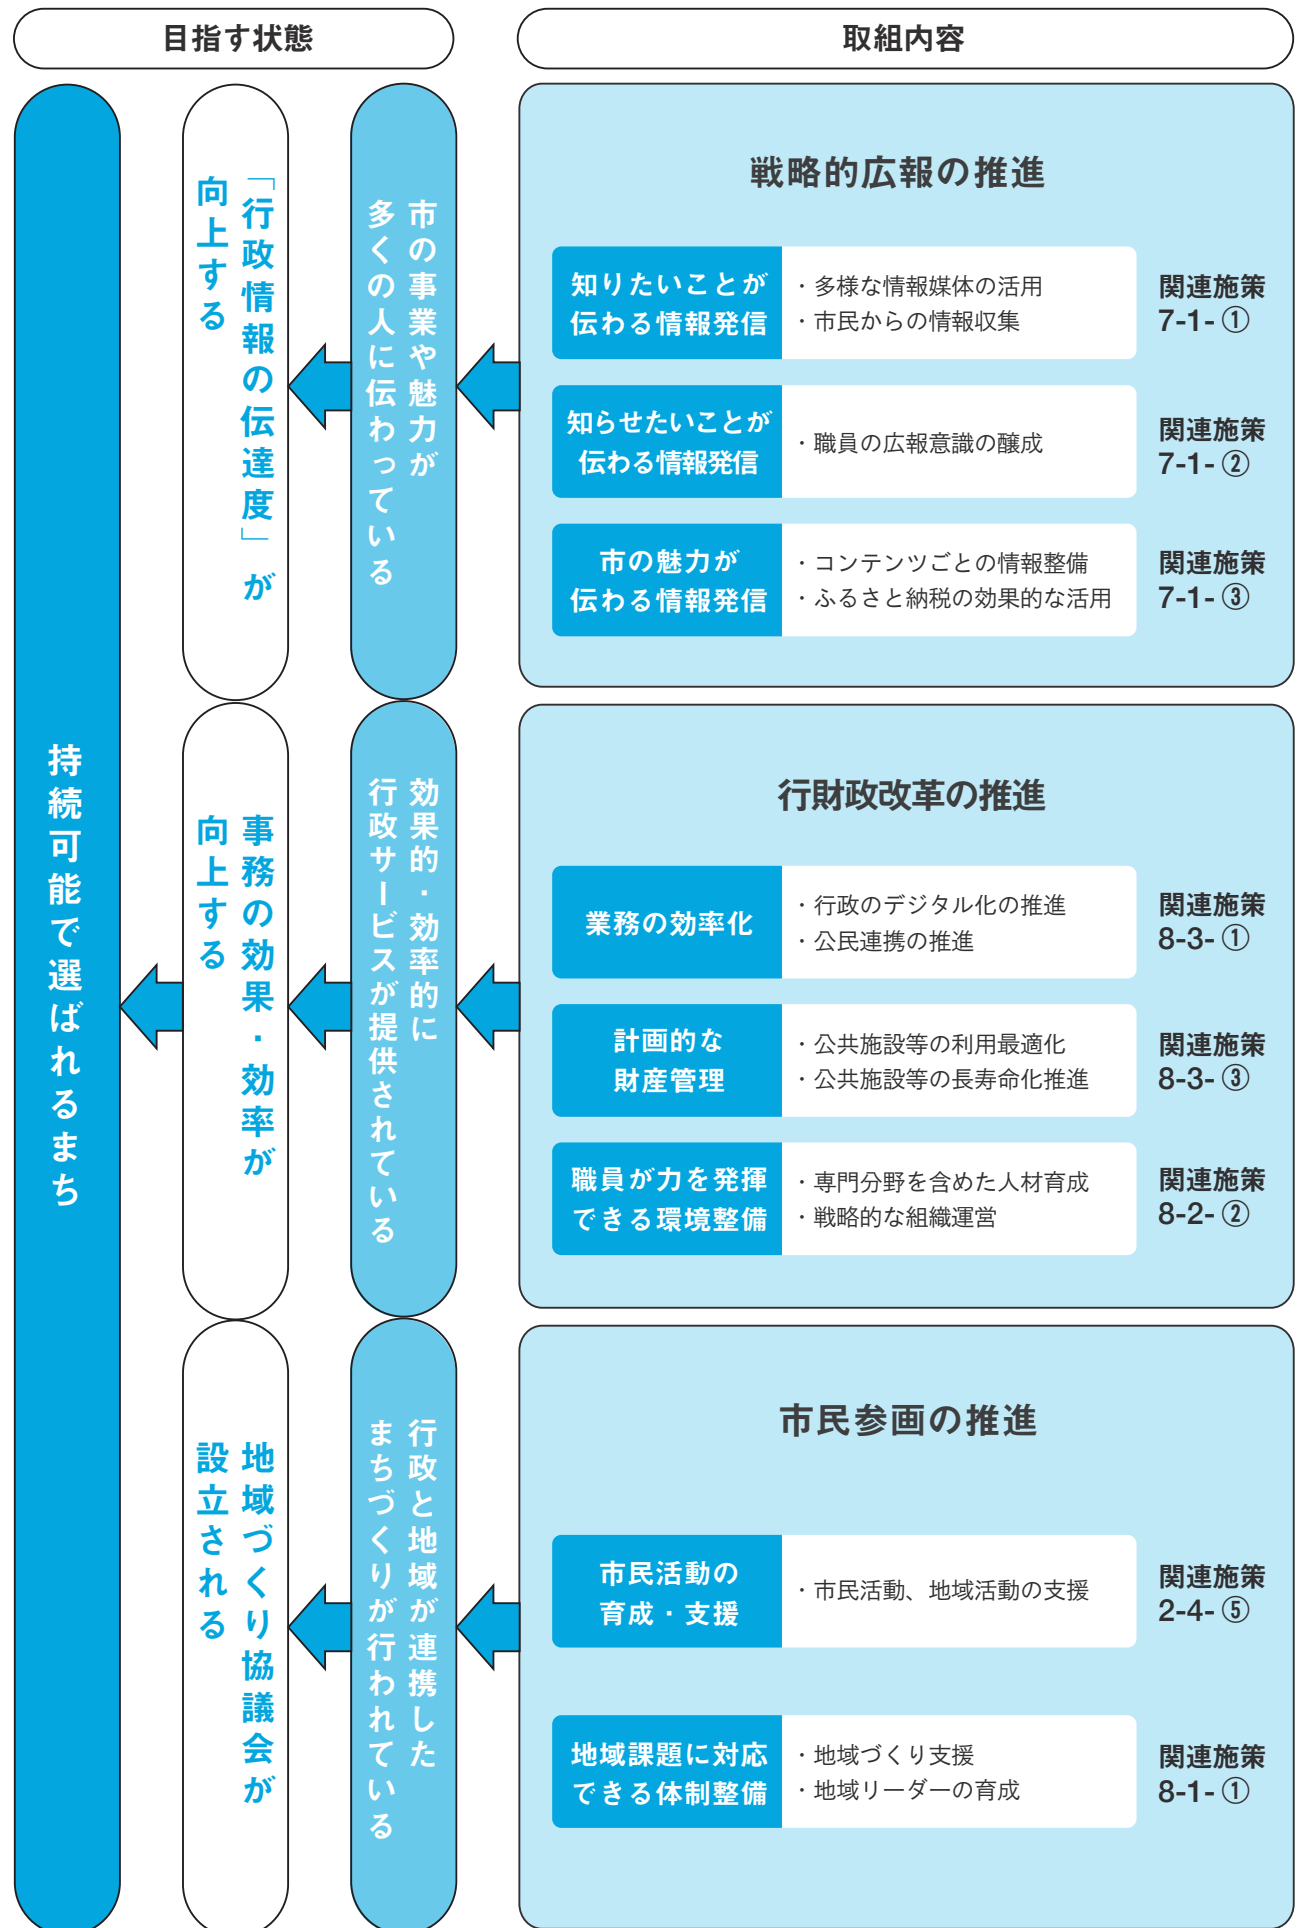 目指す状態
取組内容
持続可能で選ばれるまち
「行政情報の伝達度」が
向上する
市の事業や魅力が
多くの人に伝わっている
戦略的広報の推進
知りたいことが
伝わる情報発信
・多様な情報媒体の活用
・市民からの情報収集
関連施策
7-1-①
知らせたいことが
伝わる情報発信
・職員の広報意識の醸成
関連施策
7-1-②
市の魅力が
伝わる情報発信
・コンテンツごとの情報整備
・ふるさと納税の効果的な活用
関連施策
7-1-③
事務の効果・効率が
向上する
効果的・効率的に
行政サービスが提供されている
行財政改革の推進
業務の効率化
・行政のデジタル化の推進
・公民連携の推進
関連施策
8-3-①
計画的な
財産管理
・公共施設等の利用最適化
・公共施設等の長寿命化推進
関連施策
8-3-③
職員が力を発揮
できる環境整備
・専門分野を含めた人材育成
・戦略的な組織運営
関連施策
8-2-②
地域づくり協議会が
設立される
行政と地域が連携した
まちづくりが行われている
市民参画の推進
市民活動の
育成・支援
・市民活動、地域活動の支援
関連施策
2-4-⑤
地域課題に対応
できる体制整備
・地域づくり支援
・地域リーダーの育成
関連施策
8-1-①